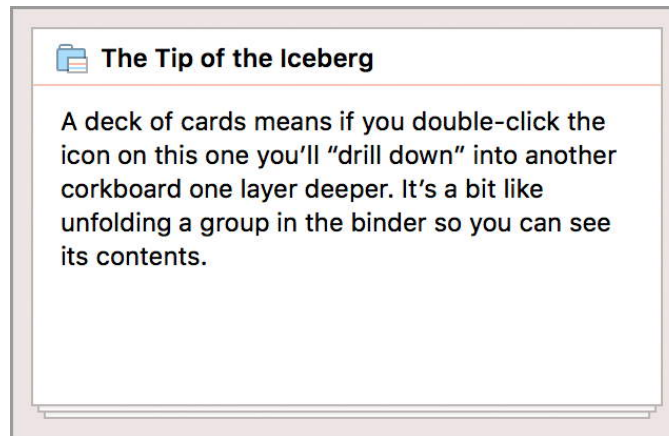 The Tip of the Iceberg
A deck of cards means if you double-click the
icon on this one you’ll “drill down” into another
corkboard one layer deeper. It’s a bit like
unfolding a group in the binder so you can see
its contents.